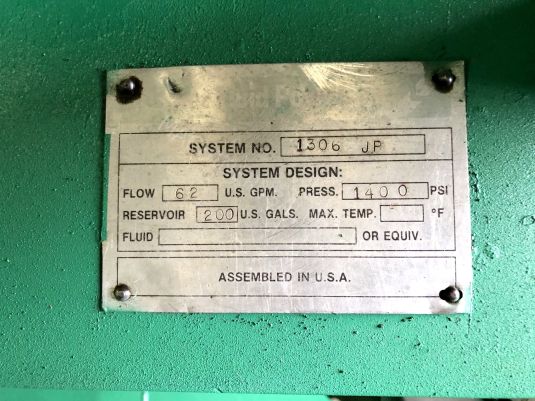 SYSTEM NO. 1306 JP
SYSTEM DESIGN:
FLOW 62 U.S. GPM. PRESS. 1400 PSI
RESERVOIR 200 U.S. GALS. MAX. TEMP. °F
FLUID OR EQUIV.
ASSEMBLED IN U.S.A.